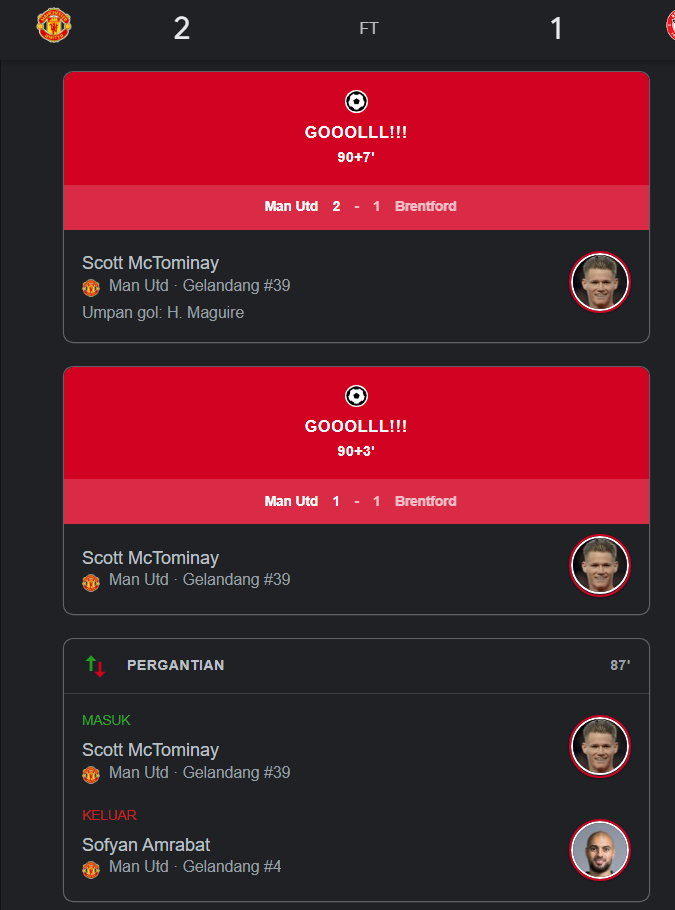 2 FT 1
GOOOLLL!!!
90+7'
Man Utd 2 - 1 Brentford
Scott McTominay
Man Utd · Gelandang #39
Umpan gol: H. Maguire
GOOOLLL!!!
90+3'
Man Utd 1 - 1 Brentford
Scott McTominay
Man Utd · Gelandang #39
PERGANTIAN 87'
MASUK
Scott McTominay
Man Utd · Gelandang #39
KELUAR
Sofyan Amrabat
Man Utd · Gelandang #4